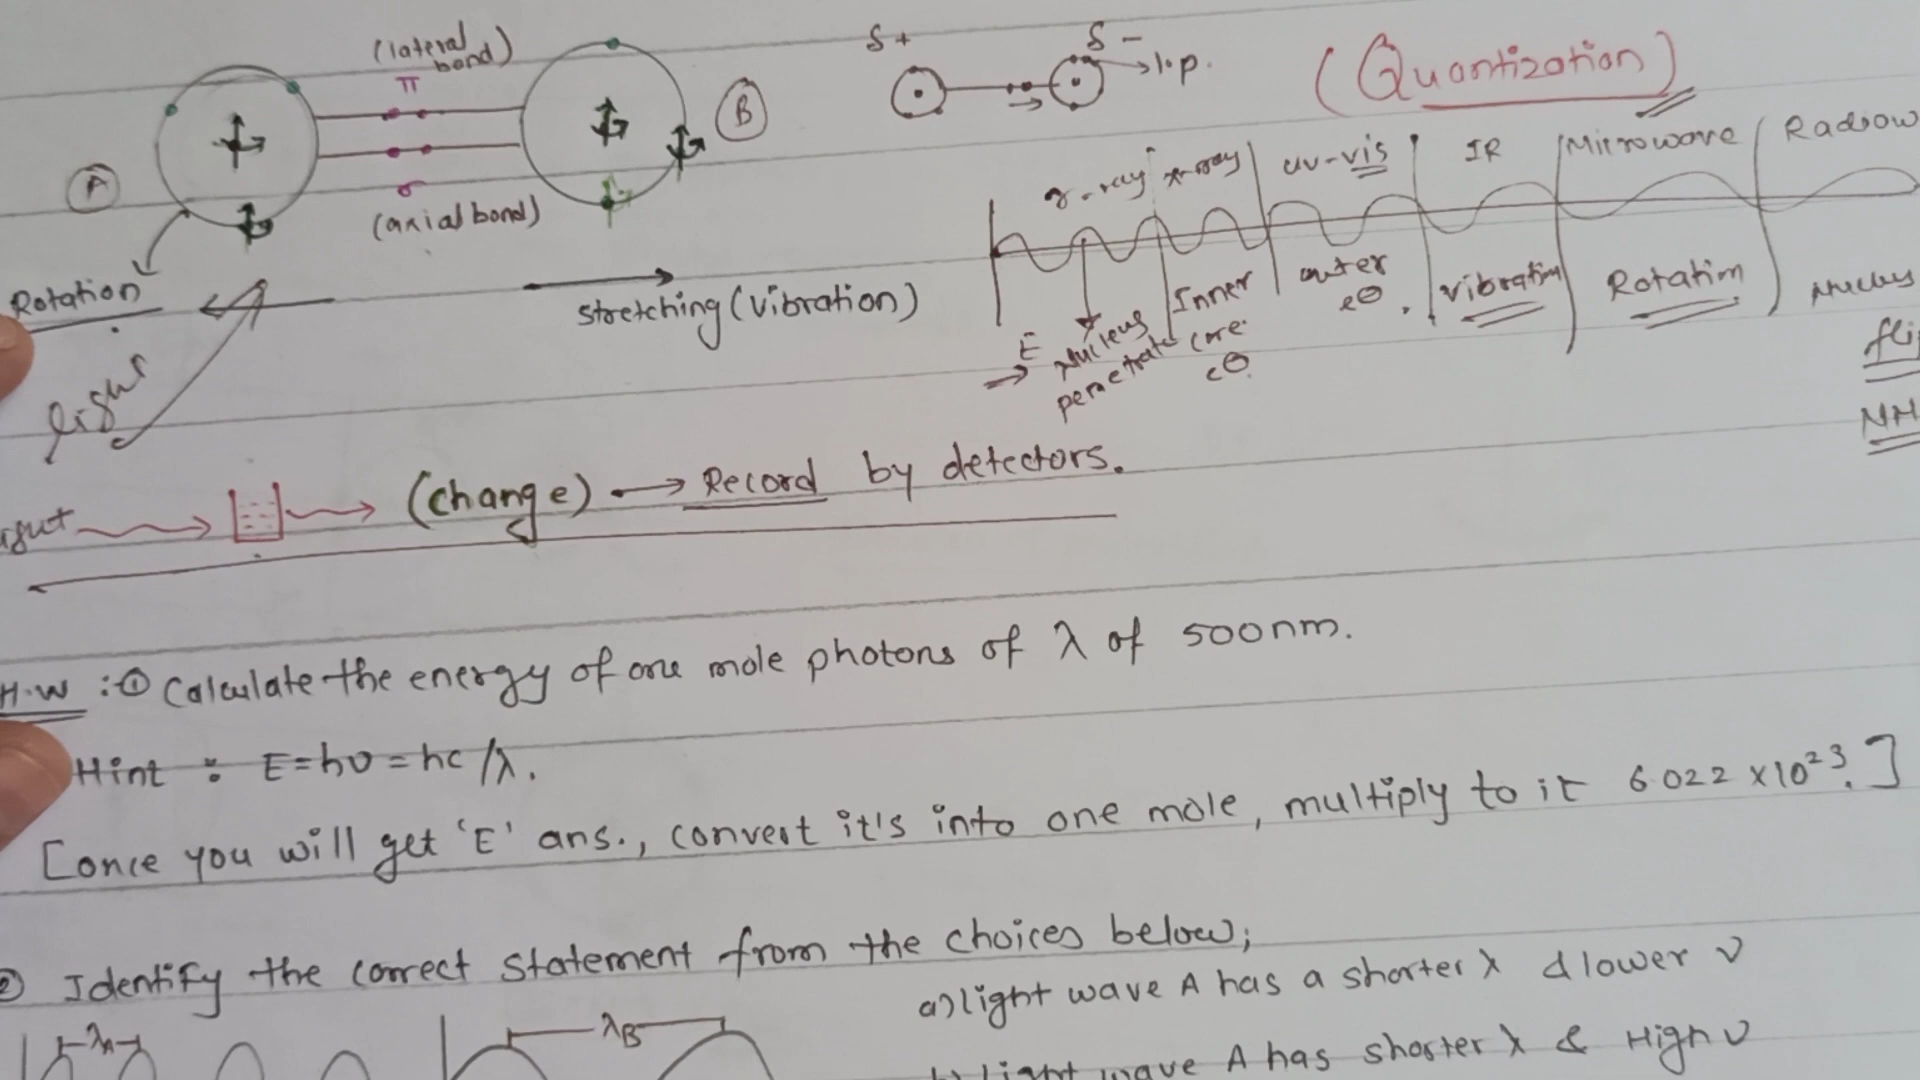 (lateral bond)
π
A
B
σ
(axial bond)
Rotation
light
stretching (vibration)
δ+
δ-
l.p.
(Quantization)
γ-ray x-ray uv-vis IR Microwave Radiow
E
Nucleus penetrate
Inner core e⊖
outer e⊖.
vibration
Rotation
Nucleus
(change) → Record by detectors.
H.W :① Calculate the energy of one mole photons of λ of 500nm.
Hint : E=hυ=hc/λ.
[once you will get 'E' ans., convert it's into one mole, multiply to it 6.022 x10²³.]
② Identify the correct statement from the choices below;
a) light wave A has a shorter λ & lower ν
λA
λB
light wave A has shorter λ & High ν